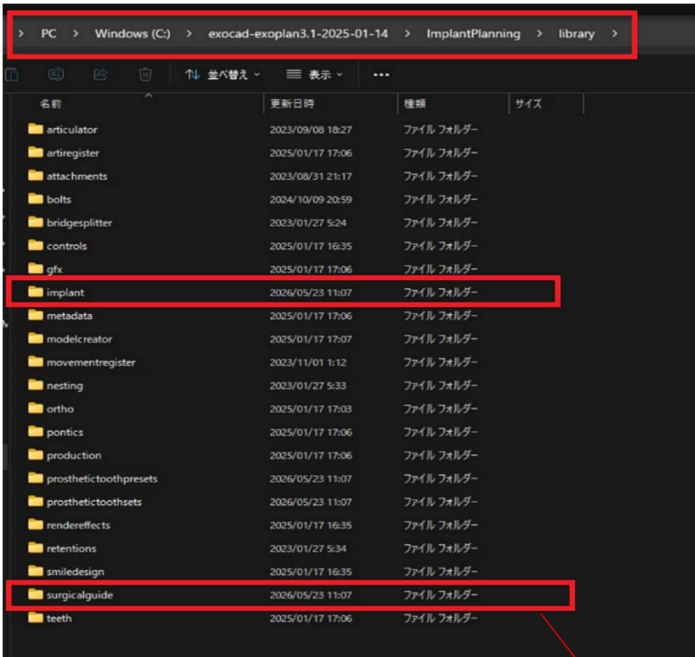 > PC > Windows (C:) > exocad-exoplan3.1-2025-01-14 > ImplantPlanning > library >
並べ替え 表示 •••
名前 更新日時 種類 サイズ
articulator 2023/09/08 18:27 ファイル フォルダー
artiregister 2025/01/17 17:06 ファイル フォルダー
attachments 2023/08/31 21:17 ファイル フォルダー
bolts 2024/10/09 20:59 ファイル フォルダー
bridgesplitter 2023/01/27 5:24 ファイル フォルダー
controls 2025/01/17 16:35 ファイル フォルダー
gfx 2025/01/17 17:06 ファイル フォルダー
implant 2026/05/23 11:07 ファイル フォルダー
metadata 2025/01/17 17:06 ファイル フォルダー
modelcreator 2025/01/17 17:07 ファイル フォルダー
movementregister 2023/11/01 1:12 ファイル フォルダー
nesting 2023/01/27 5:33 ファイル フォルダー
ortho 2025/01/17 17:03 ファイル フォルダー
pontics 2025/01/17 17:06 ファイル フォルダー
production 2025/01/17 17:06 ファイル フォルダー
prosthetictoothpresets 2026/05/23 11:07 ファイル フォルダー
prosthetictoothsets 2026/05/23 11:07 ファイル フォルダー
rendereffects 2025/01/17 16:35 ファイル フォルダー
retentions 2023/01/27 5:34 ファイル フォルダー
smiledesign 2025/01/17 16:35 ファイル フォルダー
surgicalguide 2026/05/23 11:07 ファイル フォルダー
teeth 2025/01/17 17:06 ファイル フォルダー